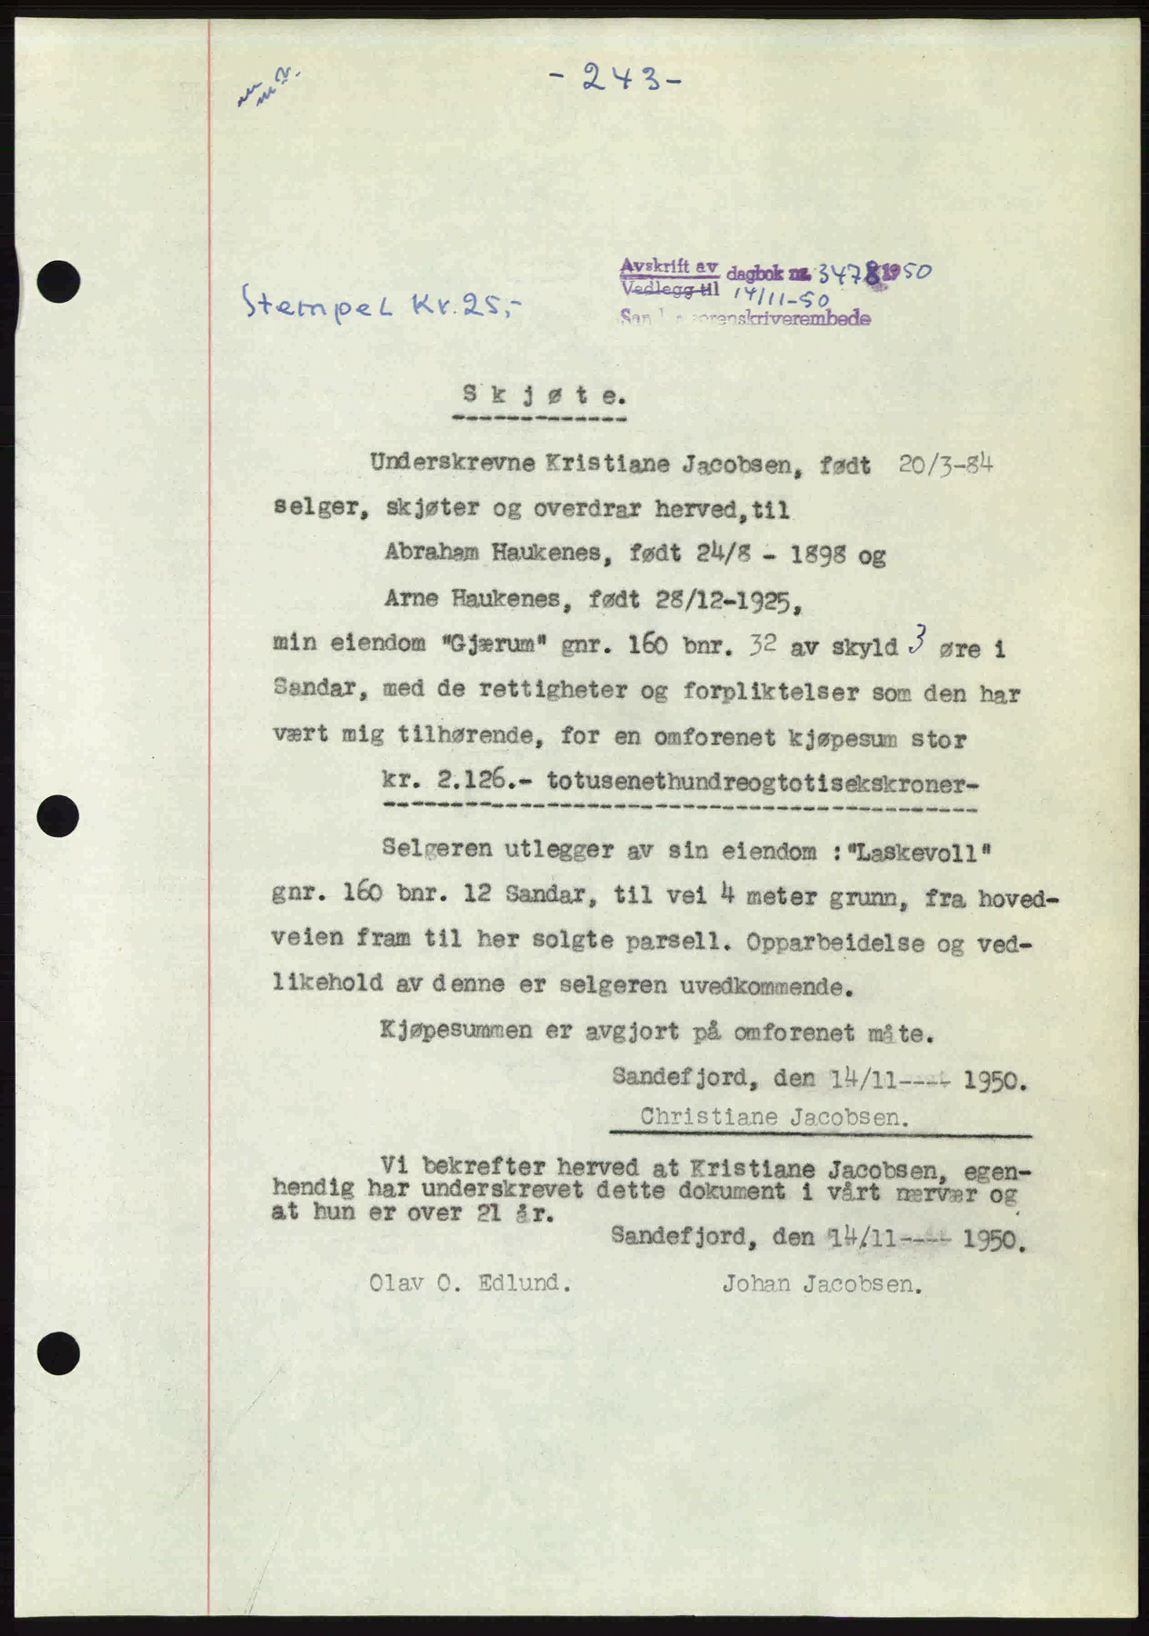 - 243 -
Avskrift av dagbok nr. 3478 1950
Vedlegg til 14/11-50
Stempel Kr. 25,-
San orenskriverembede
S k j ø t e.
Underskrevne Kristiane Jacobsen, født 20/3-84
selger, skjøter og overdrar herved, til
Abraham Haukenes, født 24/8 - 1898 og
Arne Haukenes, født 28/12-1925,
min eiendom "Gjærum" gnr. 160 bnr. 32 av skyld 3 øre i
Sandar, med de rettigheter og forpliktelser som den har
vært mig tilhørende, for en omforenet kjøpesum stor
kr. 2.126.- totusenethundreogtotisekskroner-
Selgeren utlegger av sin eiendom : "Laskevoll"
gnr. 160 bnr. 12 Sandar, til vei 4 meter grunn, fra hoved-
veien fram til her solgte parsell. Opparbeidelse og ved-
likehold av denne er selgeren uvedkommende.
Kjøpesummen er avgjort på omforenet måte.
Sandefjord, den 14/11---- 1950.
Christiane Jacobsen.
Vi bekrefter herved at Kristiane Jacobsen, egen-
hendig har underskrevet dette dokument i vårt nærvær og
at hun er over 21 år.
Sandefjord, den 14/11---- 1950.
Olav O. Edlund. Johan Jacobsen.